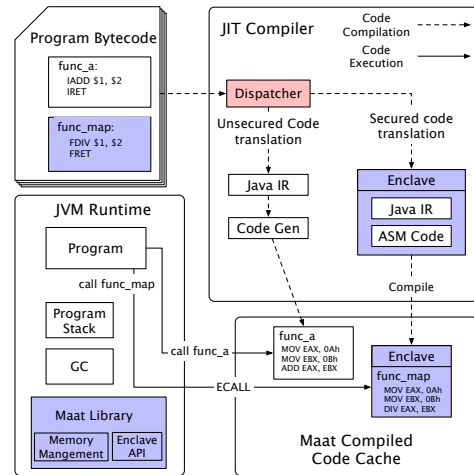 Program Bytecode
func_a:
IADD $1, $2
IRET
func_map:
FDIV $1, $2
FRET
JIT Compiler
Code
Compilation
Code
Execution
Dispatcher
Unsecured Code
translation
Secured code
translation
Java IR
Code Gen
Enclave
Java IR
ASM Code
Compile
JVM Runtime
Program
call func_map
Program
Stack
GC
call func_a
ECALL
Maat Library
Memory
Mangement
Enclave
API
func_a
MOV EAX, 0Ah
MOV EBX, 0Bh
ADD EAX, EBX
Enclave
func_map
MOV EAX, 0Ah
MOV EBX, 0Bh
DIV EAX, EBX
Maat Compiled
Code Cache